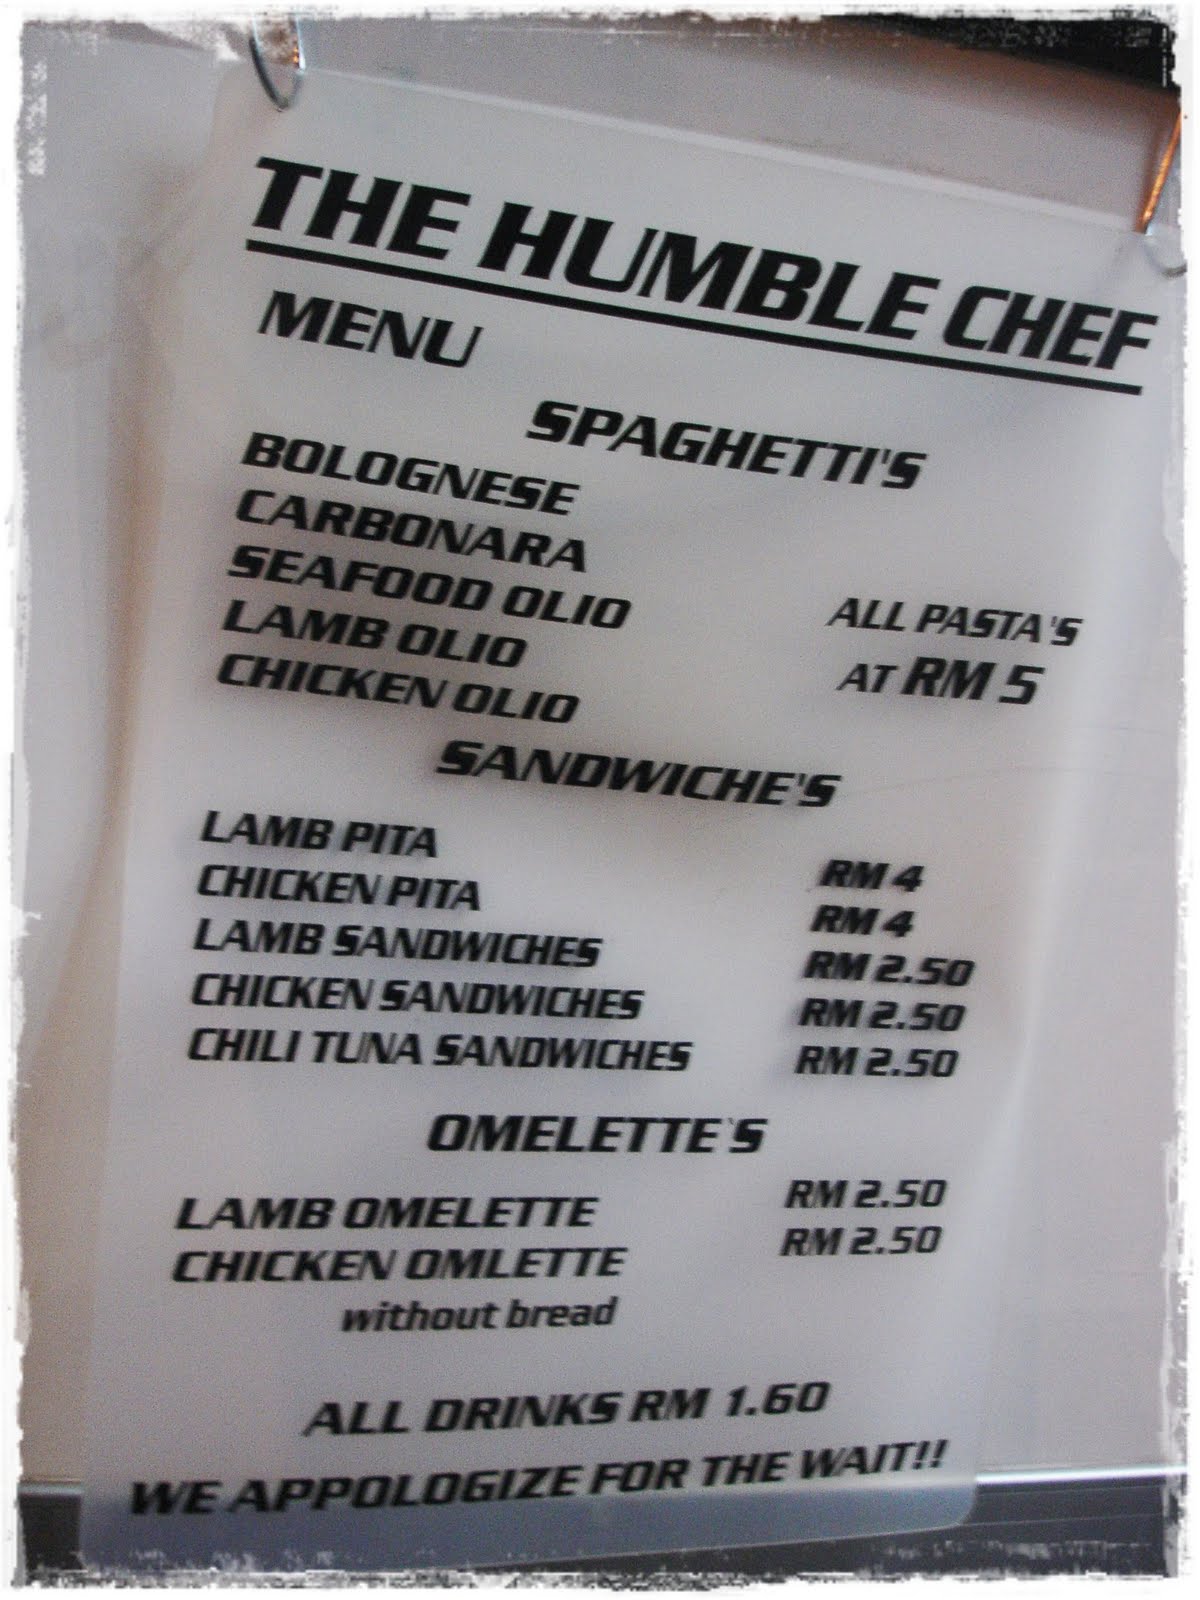 THE HUMBLE CHEF
MENU
SPAGHETTI'S
BOLOGNESE
CARBONARA
SEAFOOD OLIO
LAMB OLIO
CHICKEN OLIO
ALL PASTA'S
AT RM 5
SANDWICHE'S
LAMB PITA RM 4
CHICKEN PITA RM 4
LAMB SANDWICHES RM 2.50
CHICKEN SANDWICHES RM 2.50
CHILI TUNA SANDWICHES RM 2.50
OMELETTE`S
LAMB OMELETTE RM 2.50
CHICKEN OMLETTE RM 2.50
without bread
ALL DRINKS RM 1.60
WE APPOLOGIZE FOR THE WAIT!!